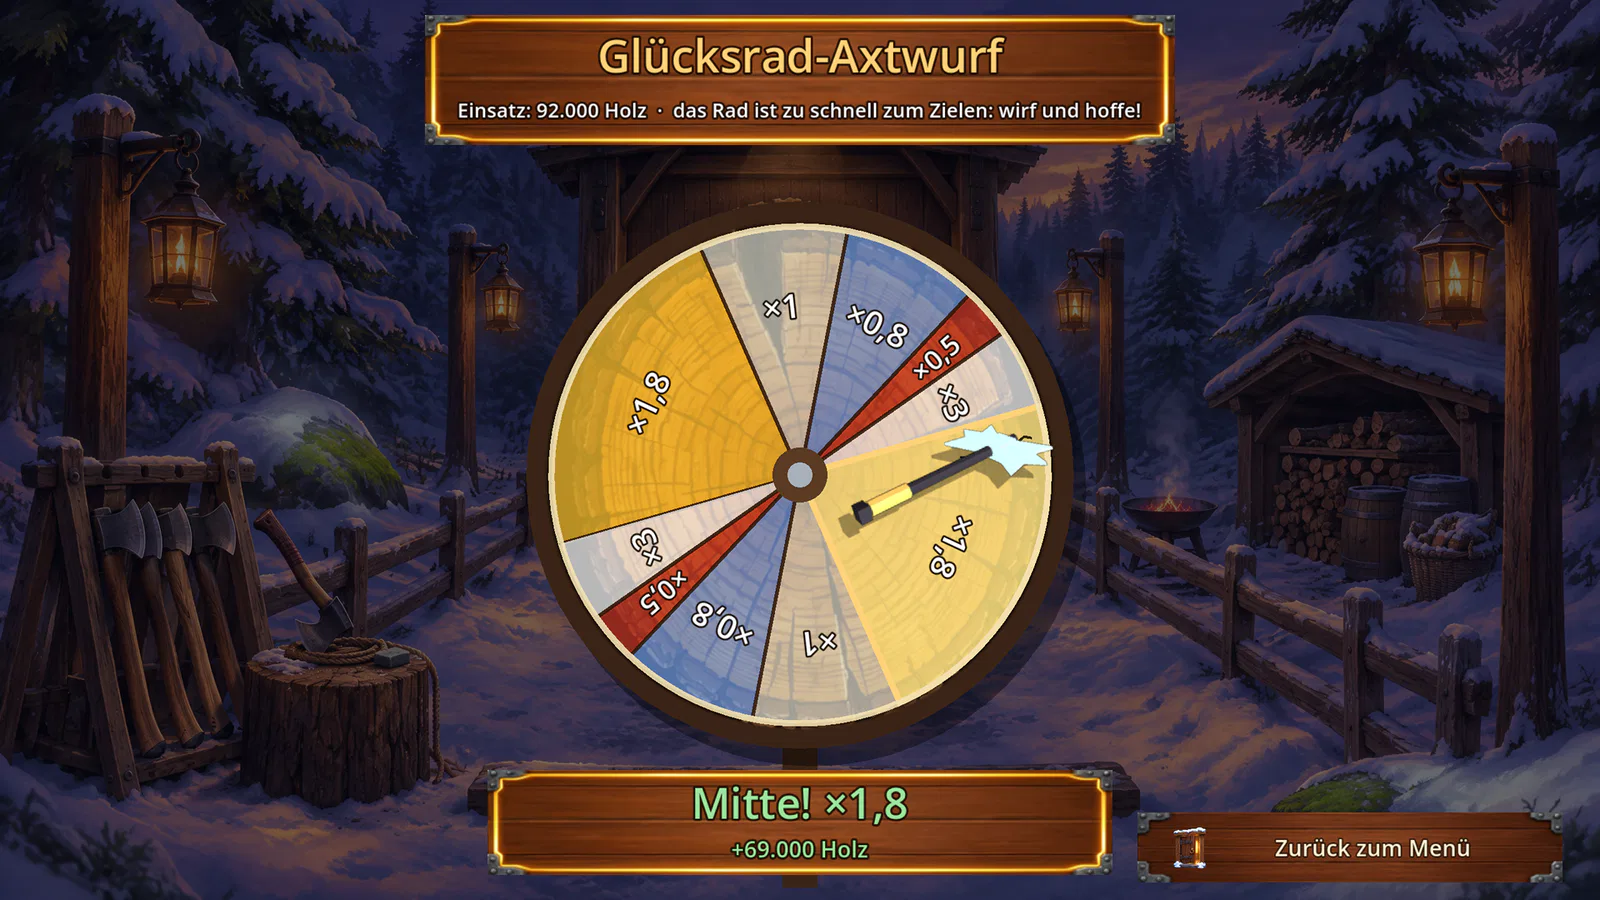 Glücksrad-Axtwurf
Einsatz: 92.000 Holz · das Rad ist zu schnell zum Zielen: wirf und hoffe!
×1
×0,8
×0,5
×3
×1,8
×1,8
×3
×0,5
×0,8
×1
Mitte! ×1,8
+69.000 Holz
Zurück zum Menü